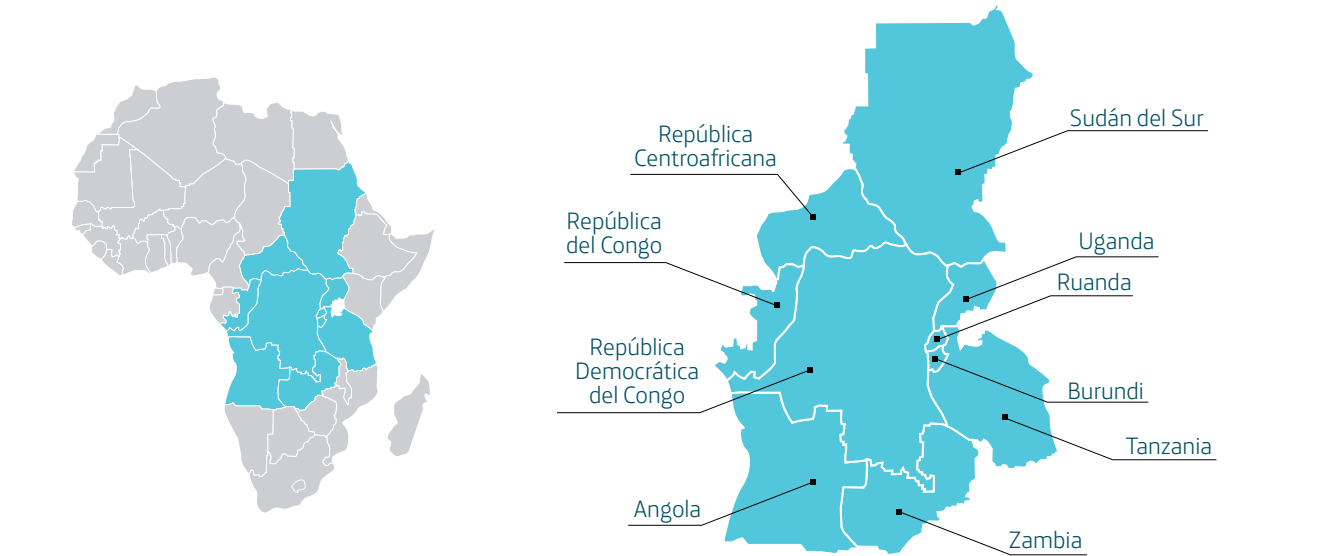 Sudán del Sur
República
Centroafricana
República
del Congo
Uganda
Ruanda
República
Democrática
del Congo
Burundi
Tanzania
Angola
Zambia